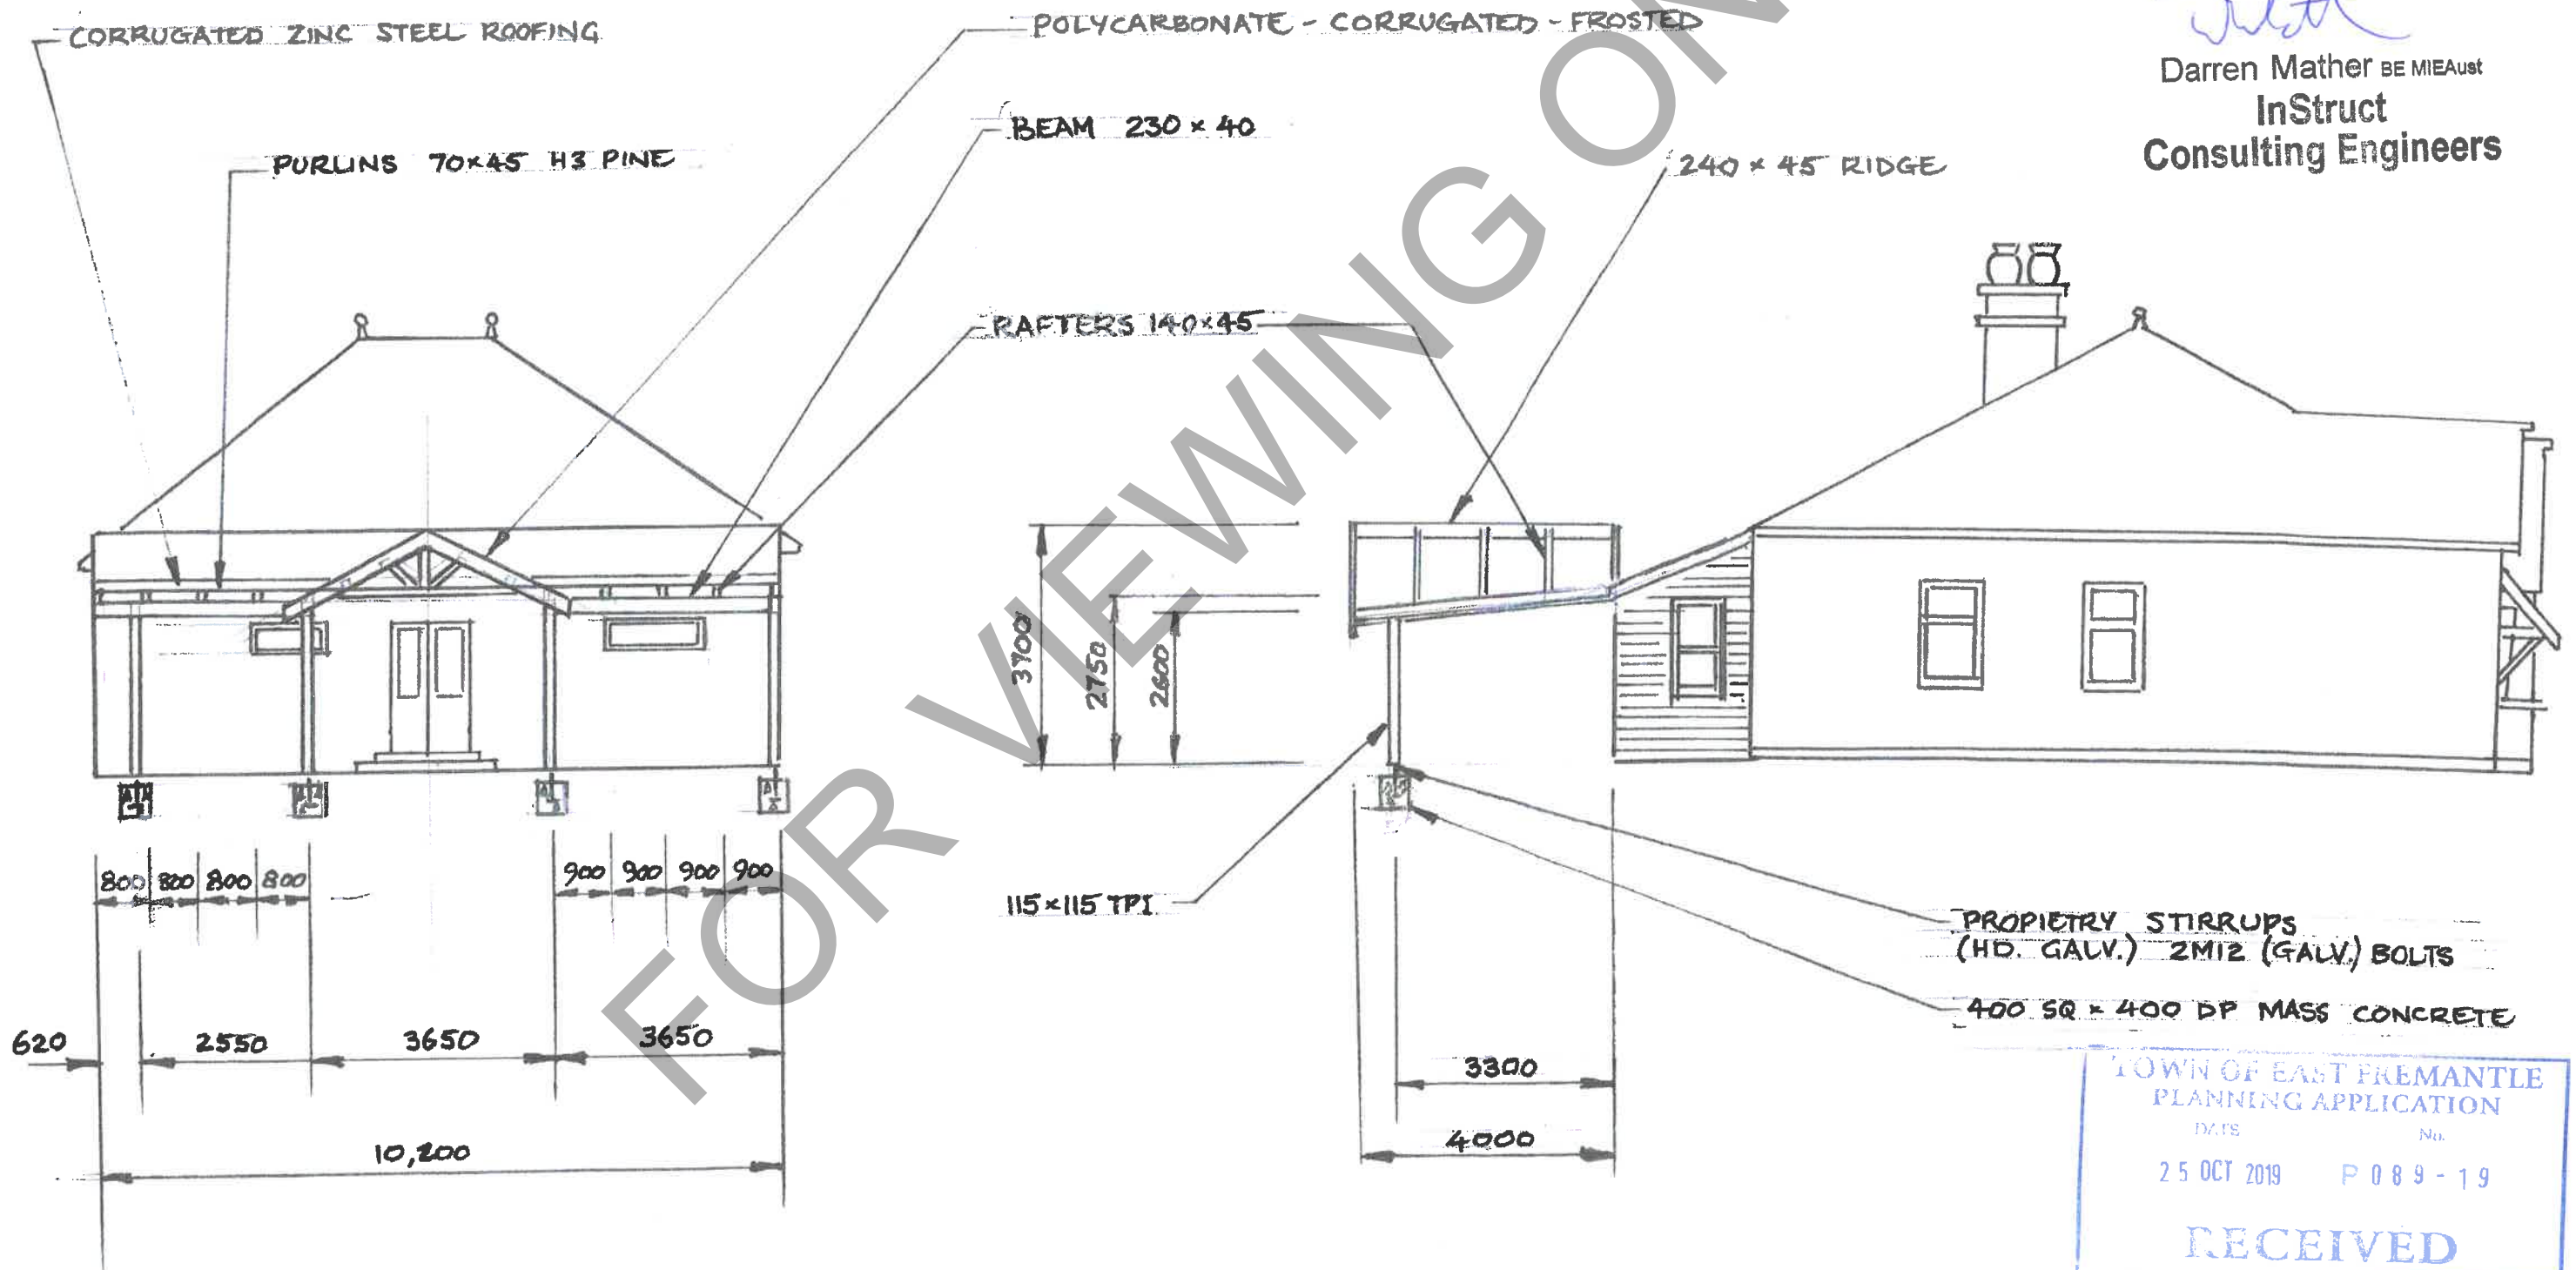 CORRUGATED ZINC STEEL ROOFING
POLYCARBONATE - CORRUGATED - FROSTED
PURLINS 70×45 H3 PINE
BEAM 230 × 40
240 × 45 RIDGE
RAFTERS 140×45
Darren Mather BE MIEAust
InStruct
Consulting Engineers
3700
2750
2600
800 800 800 800
900 900 900 900
620
2550
3650
3650
10,200
115×115 TPI
3300
4000
PROPIETRY STIRRUPS
(HD. GALV.) 2M12 (GALV.) BOLTS
400 SQ × 400 DP MASS CONCRETE
FOR VIEWING ON
TOWN OF EAST FREMANTLE
PLANNING APPLICATION
DATE No.
25 OCT 2019 P089-19
RECEIVED